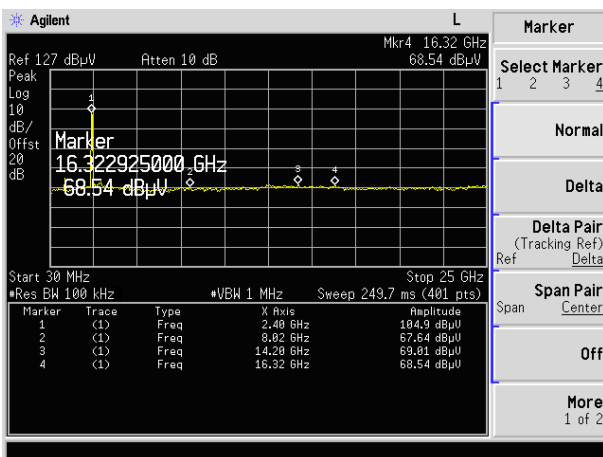 Agilent L
Mkr4 16.32 GHz
Ref 127 dBµV Atten 10 dB 68.54 dBµV
Peak
Log
10
dB/
Offst
20
dB
1
2
3
4
Marker
16.322925000 GHz
68.54 dBµV
Start 30 MHz Stop 25 GHz
#Res BW 100 kHz #VBW 1 MHz Sweep 249.7 ms (401 pts)
Marker Trace Type X Axis Amplitude
1 (1) Freq 2.40 GHz 104.9 dBµV
2 (1) Freq 8.02 GHz 67.64 dBµV
3 (1) Freq 14.20 GHz 69.01 dBµV
4 (1) Freq 16.32 GHz 68.54 dBµV
Marker
Select Marker
1 2 3 4
Normal
Delta
Delta Pair
(Tracking Ref)
Ref Delta
Span Pair
Span Center
Off
More
1 of 2